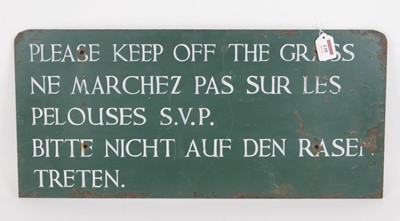 PLEASE KEEP OFF THE GRASS
NE MARCHEZ PAS SUR LES
PELOUSES S.V.P.
BITTE NICHT AUF DEN RASEN
TRETEN.